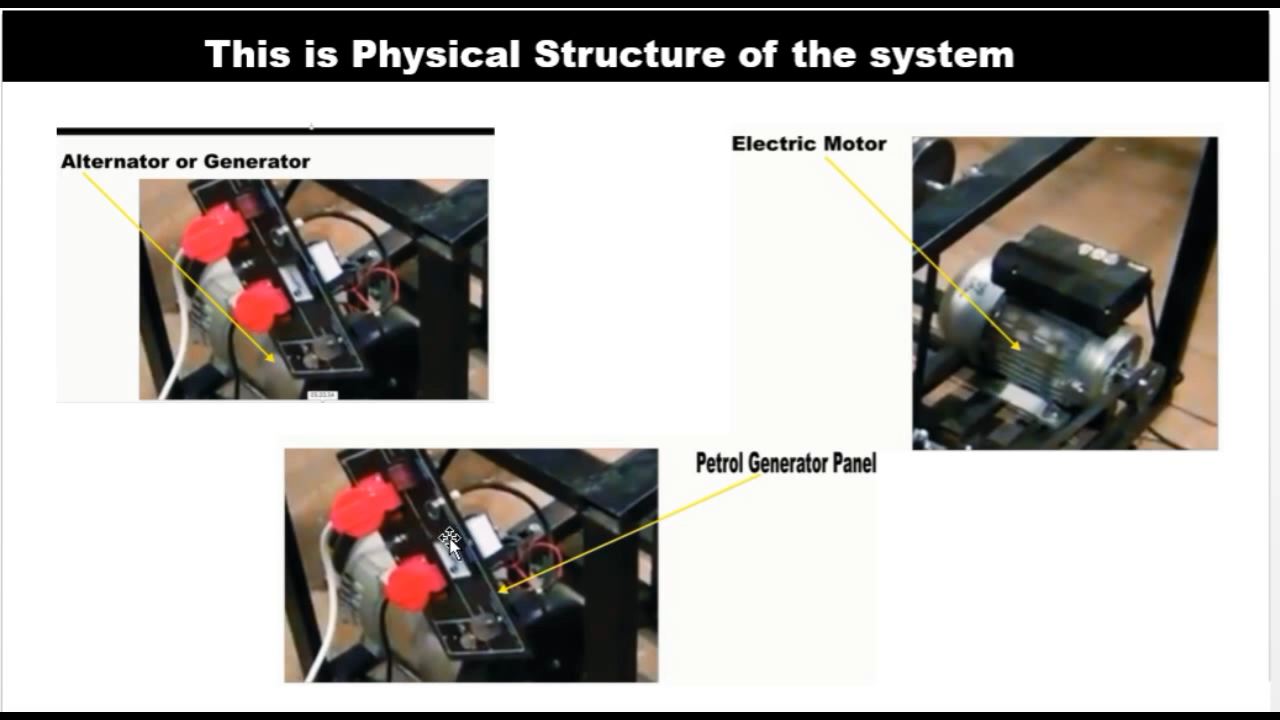 This is Physical Structure of the system
Alternator or Generator
Electric Motor
Petrol Generator Panel